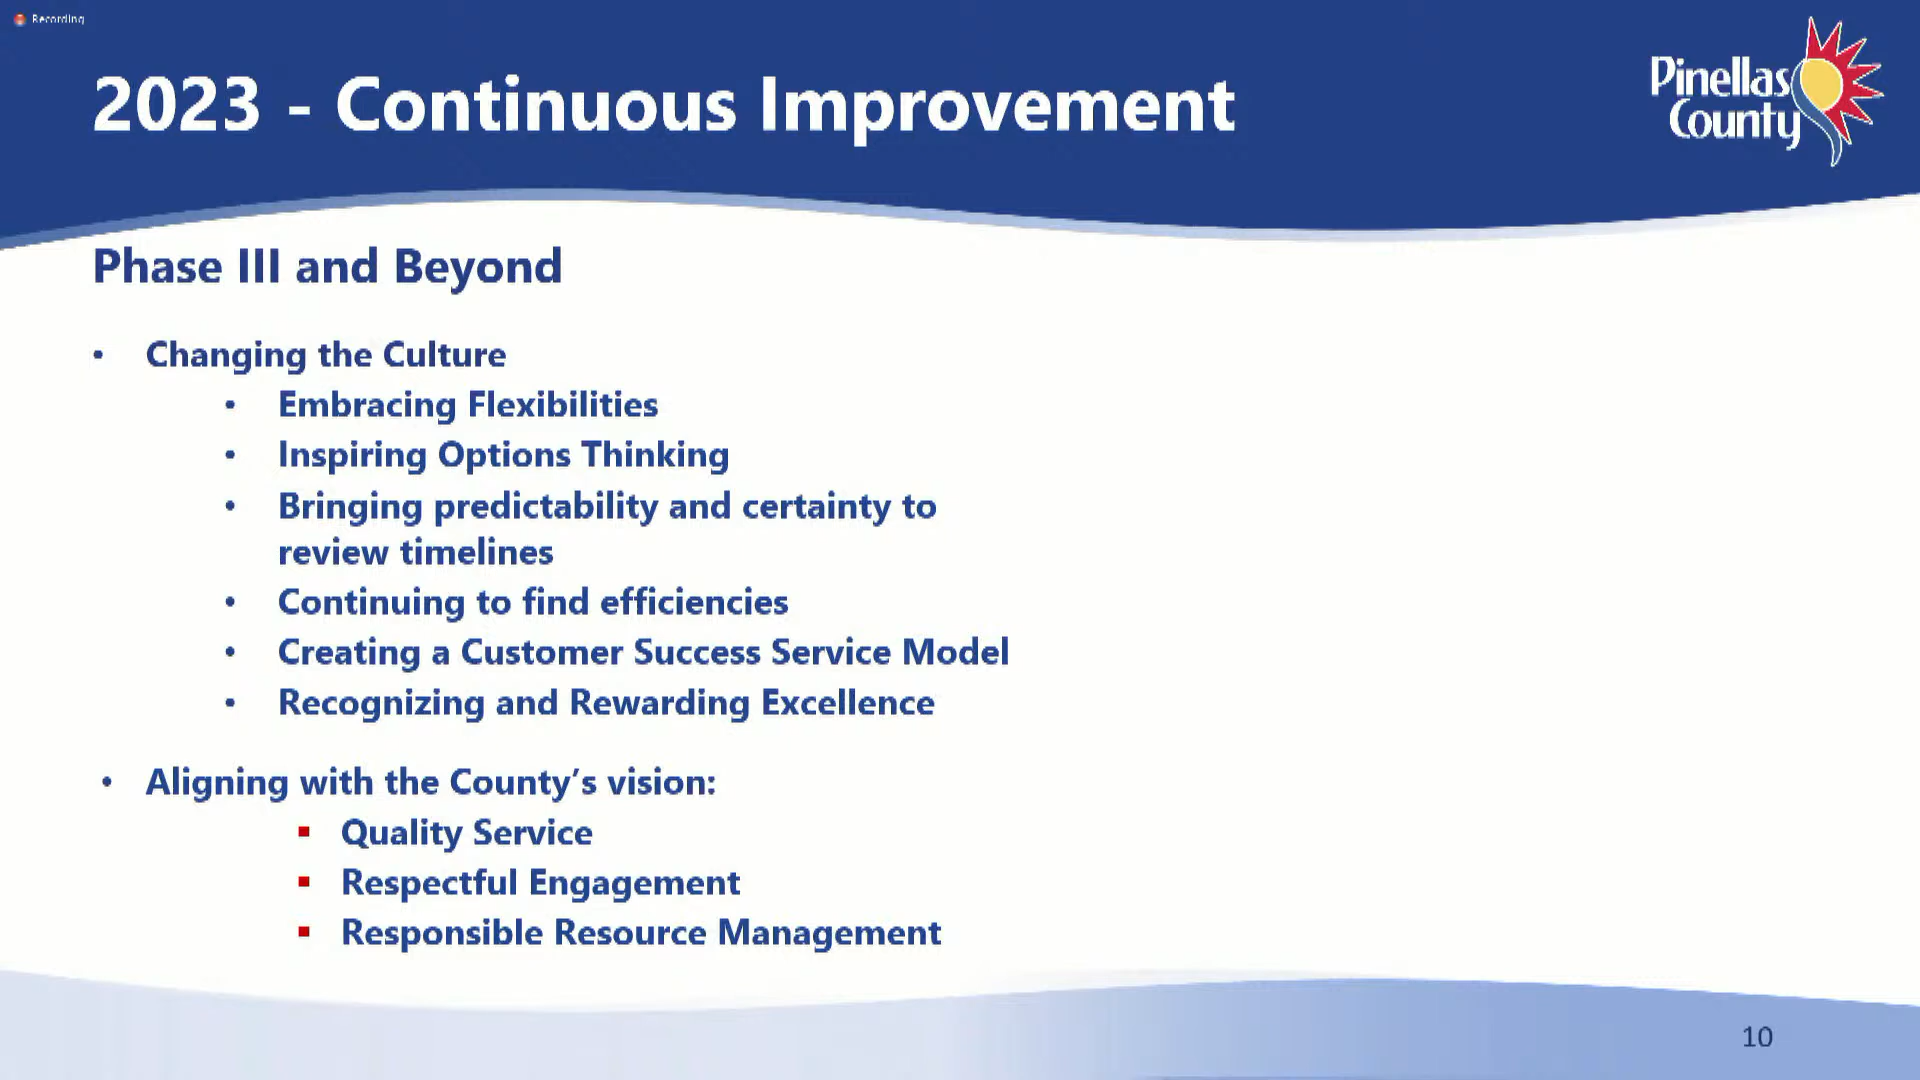 Recording
2023 - Continuous Improvement
Pinellas
County
Phase III and Beyond
• Changing the Culture
• Embracing Flexibilities
• Inspiring Options Thinking
• Bringing predictability and certainty to
review timelines
• Continuing to find efficiencies
• Creating a Customer Success Service Model
• Recognizing and Rewarding Excellence
• Aligning with the County’s vision:
▪ Quality Service
▪ Respectful Engagement
▪ Responsible Resource Management
10